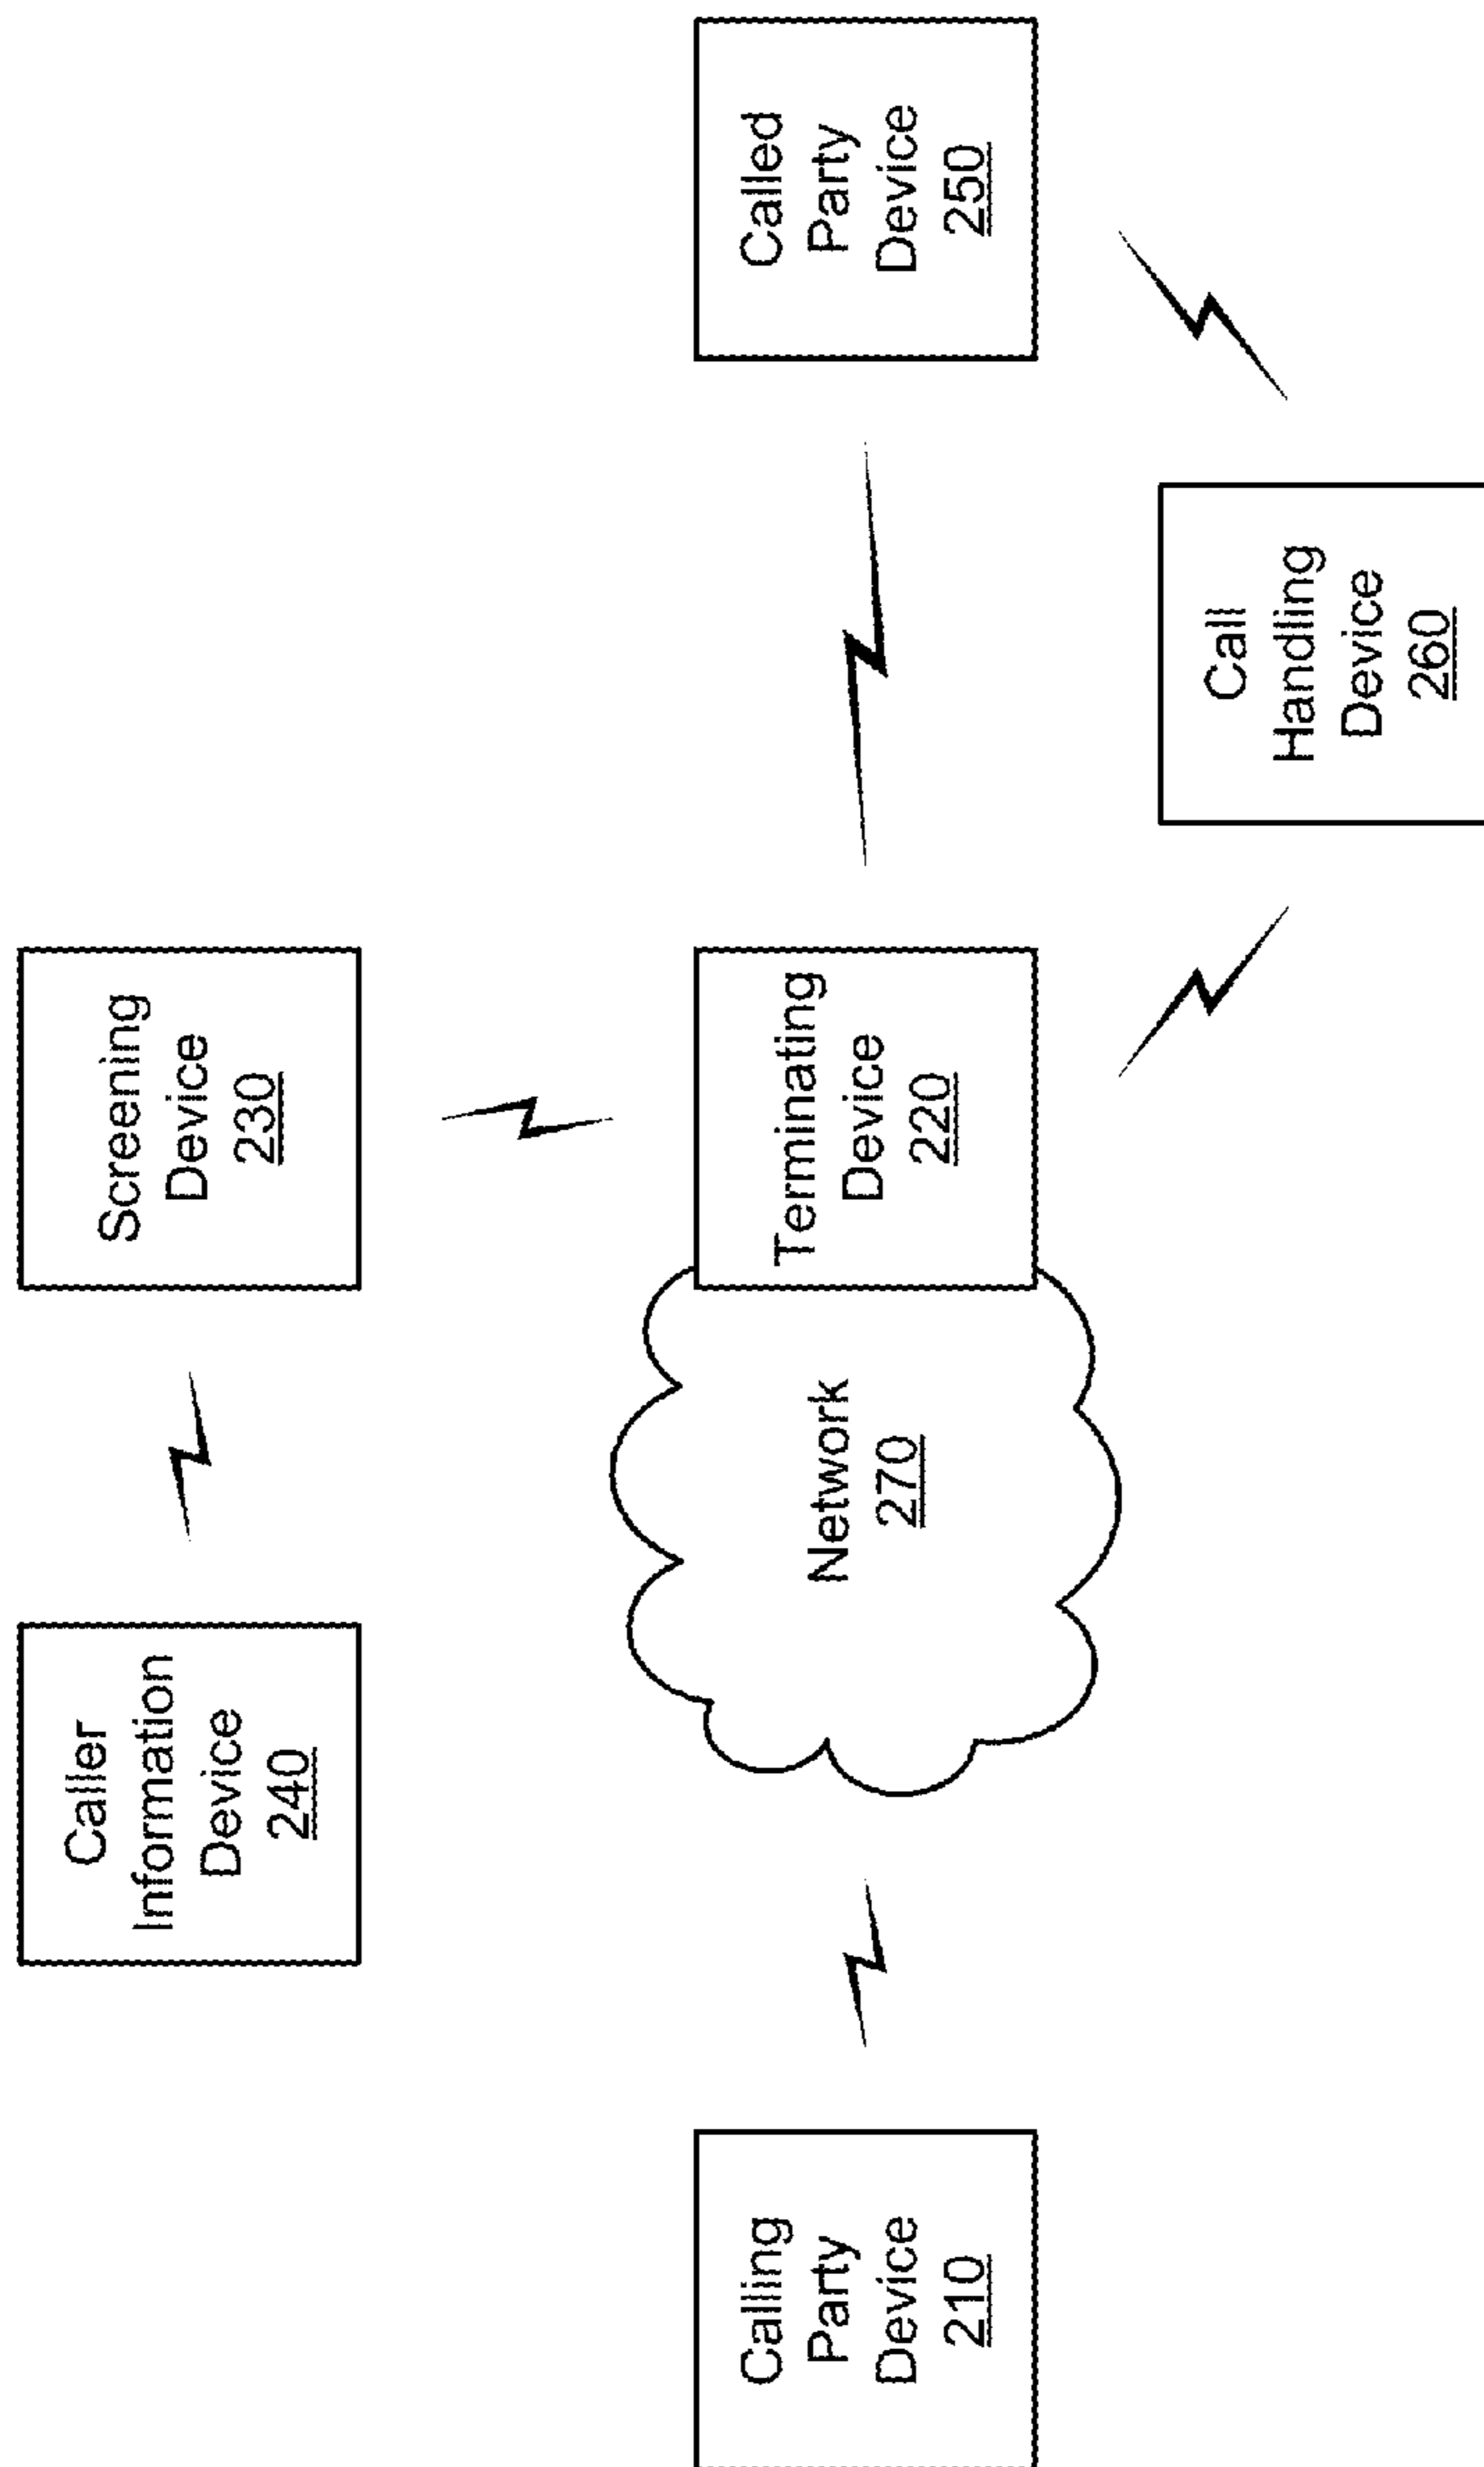 Caller
Information
Device
240
Screening
Device
230
Calling
Party
Device
210
Network
270
Terminating
Device
220
Called
Party
Device
250
Call
Handling
Device
260